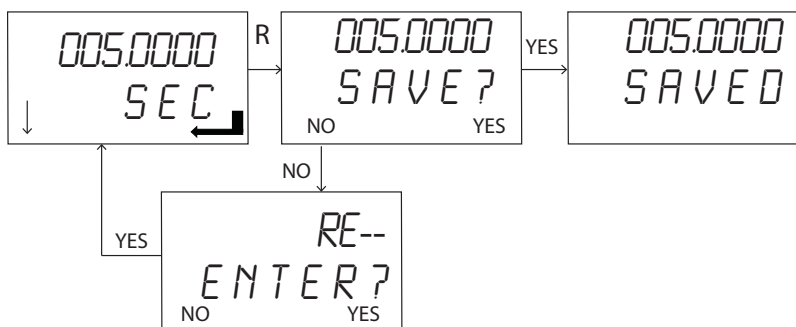 005.0000
SEC
R
005.0000
SAVE?
NO YES
YES
005.0000
SAVED
NO
YES
RE--
ENTER?
NO YES